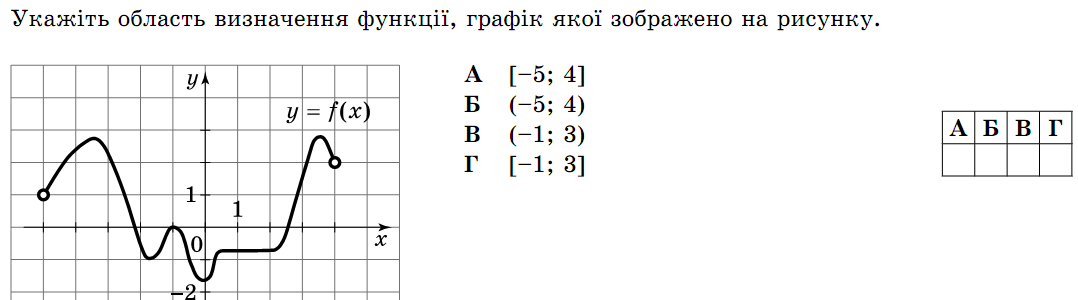 Укажіть область визначення функції, графік якої зображено на рисунку.
y
y = f(x)
1
1
0
x
−2
А [−5; 4]
Б (−5; 4)
В (−1; 3)
Г [−1; 3]
А Б В Г